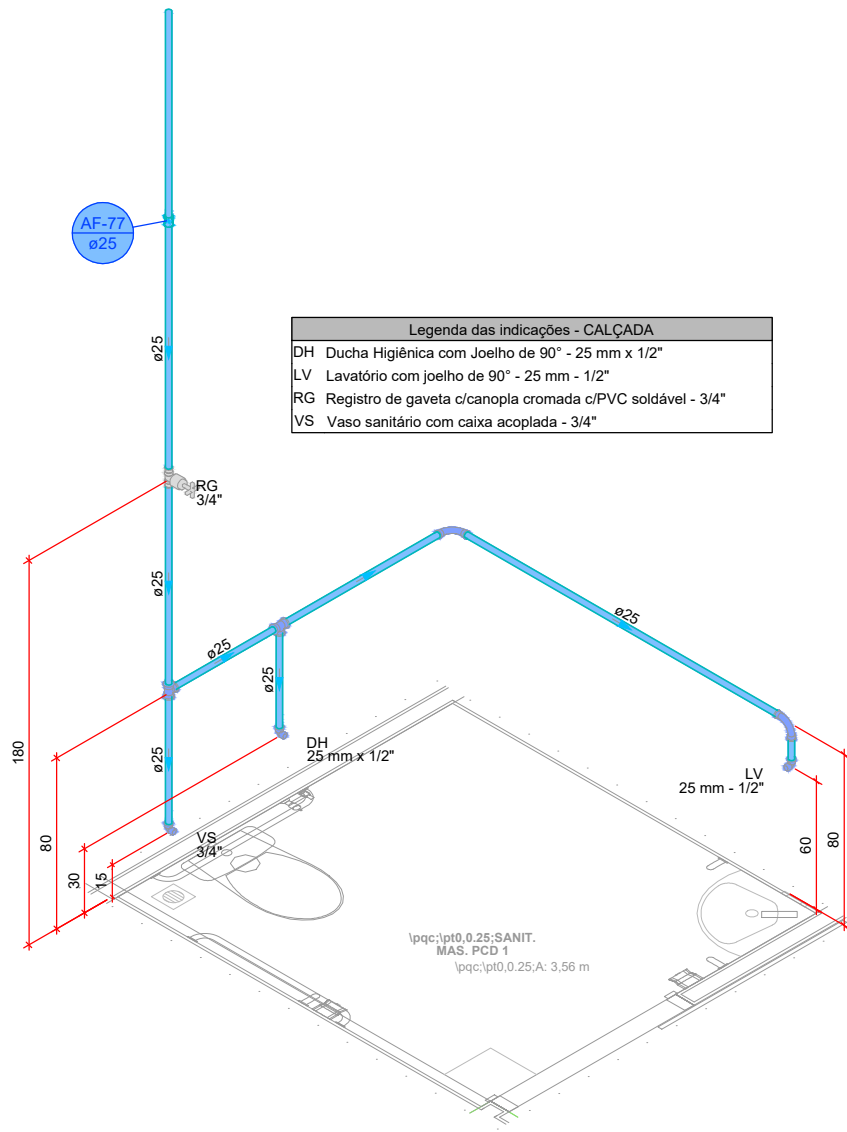 AF-77
ø25
ø25
Legenda das indicações - CALÇADA
DH Ducha Higiênica com Joelho de 90° - 25 mm x 1/2"
LV Lavatório com joelho de 90° - 25 mm - 1/2"
RG Registro de gaveta c/canopla cromada c/PVC soldável - 3/4"
VS Vaso sanitário com caixa acoplada - 3/4"
RG
3/4"
ø25
ø25
ø25
ø25
ø25
DH
25 mm x 1/2"
LV
25 mm - 1/2"
VS
3/4"
180
80
30
15
60
80
\pqc;\pt0,0.25;SANIT.
MAS. PCD 1
\pqc;\pt0,0.25;A: 3,56 m